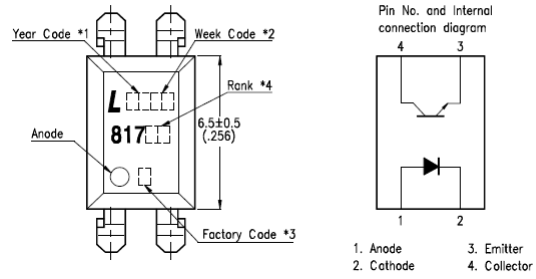 Year Code *1
Week Code *2
Rank *4
L
817
6.5±0.5
(.256)
Anode
Factory Code *3
Pin No. and Internal
connection diagram
4 3
1 2
1. Anode 3. Emitter
2. Cathode 4. Collector